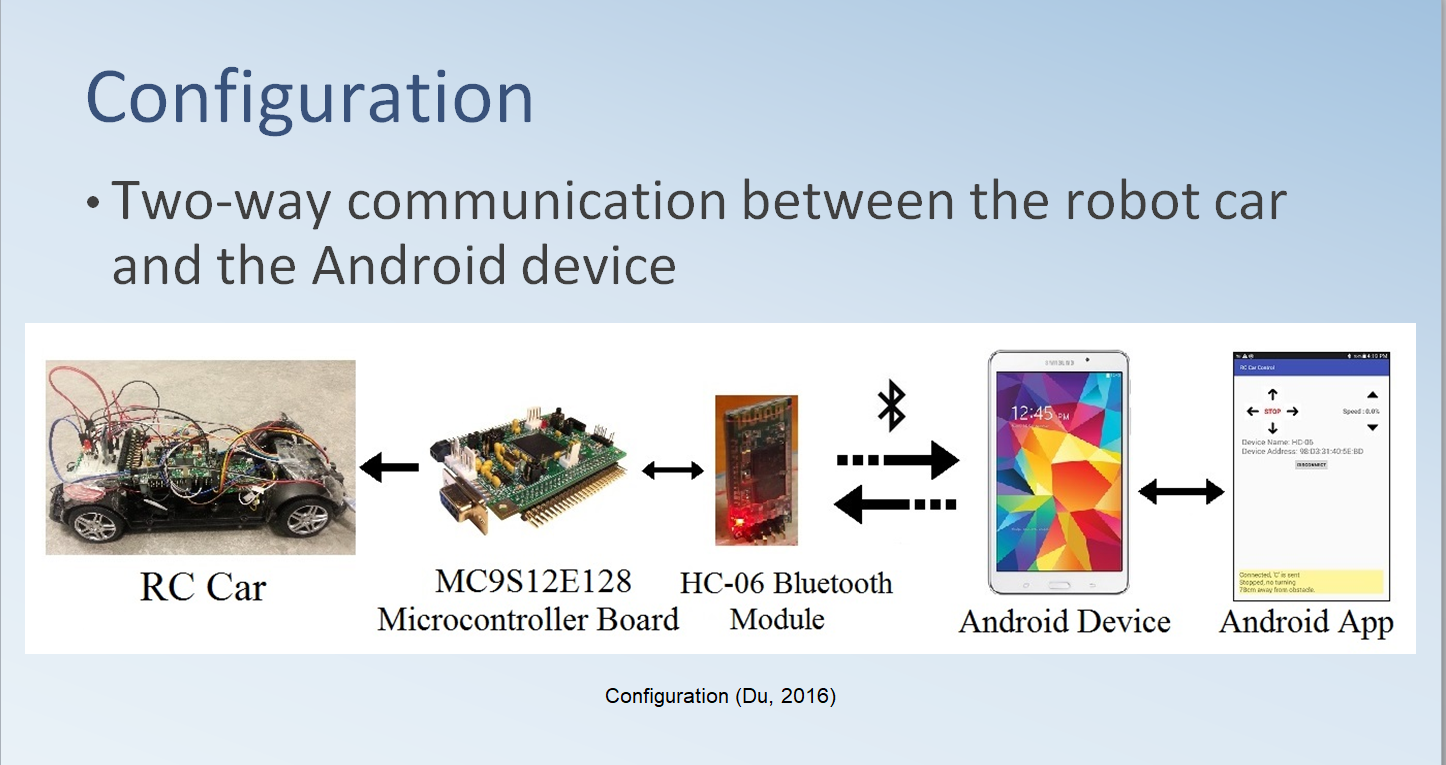 Configuration
• Two-way communication between the robot car
and the Android device
SAMSUNG
12:45 PM
4:19 PM
RC Car Control
STOP
Speed : 0.0%
Device Name: HC-06
Device Address: 98:D3:31:40:5E:BD
DISCONNECT
Connected, 'C' is sent
Stopped, no turning
78cm away from obstacle.
RC Car
MC9S12E128
Microcontroller Board
HC-06 Bluetooth
Module
Android Device
Android App
Configuration (Du, 2016)